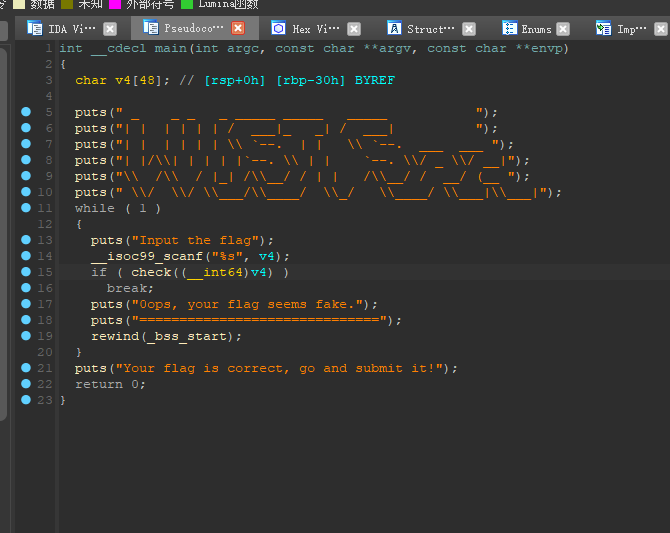 数据 未知 外部符号 Lumina函数
IDA Vi··· Pseudoco··· Hex Vi··· Struct··· Enums Imp···
1 int __cdecl main(int argc, const char **argv, const char **envp)
2 {
3 char v4[48]; // [rsp+0h] [rbp-30h] BYREF
4
5 puts(" _     _ _   _ _____ _____   _____           ");
6 puts("| |  | | | | /  ___|_   _| /  ___|          ");
7 puts("| |  | | | | \\ `--.  | |   \\ `--.  ___  ___ ");
8 puts("| |/\\| | | | |`--. \\ | |    `--. \\/ _ \\/ __|");
9 puts("\\  /\\  / |_| /\\__/ / | |   /\\__/ /  __/ (__ ");
10 puts(" \\/  \\/ \\___/\\____/  \\_/   \\____/ \\___|\\___|");
11 while ( 1 )
12 {
13 puts("Input the flag");
14 __isoc99_scanf("%s", v4);
15 if ( check((__int64)v4) )
16 break;
17 puts("Oops, your flag seems fake.");
18 puts("==============================");
19 rewind(_bss_start);
20 }
21 puts("Your flag is correct, go and submit it!");
22 return 0;
23 }